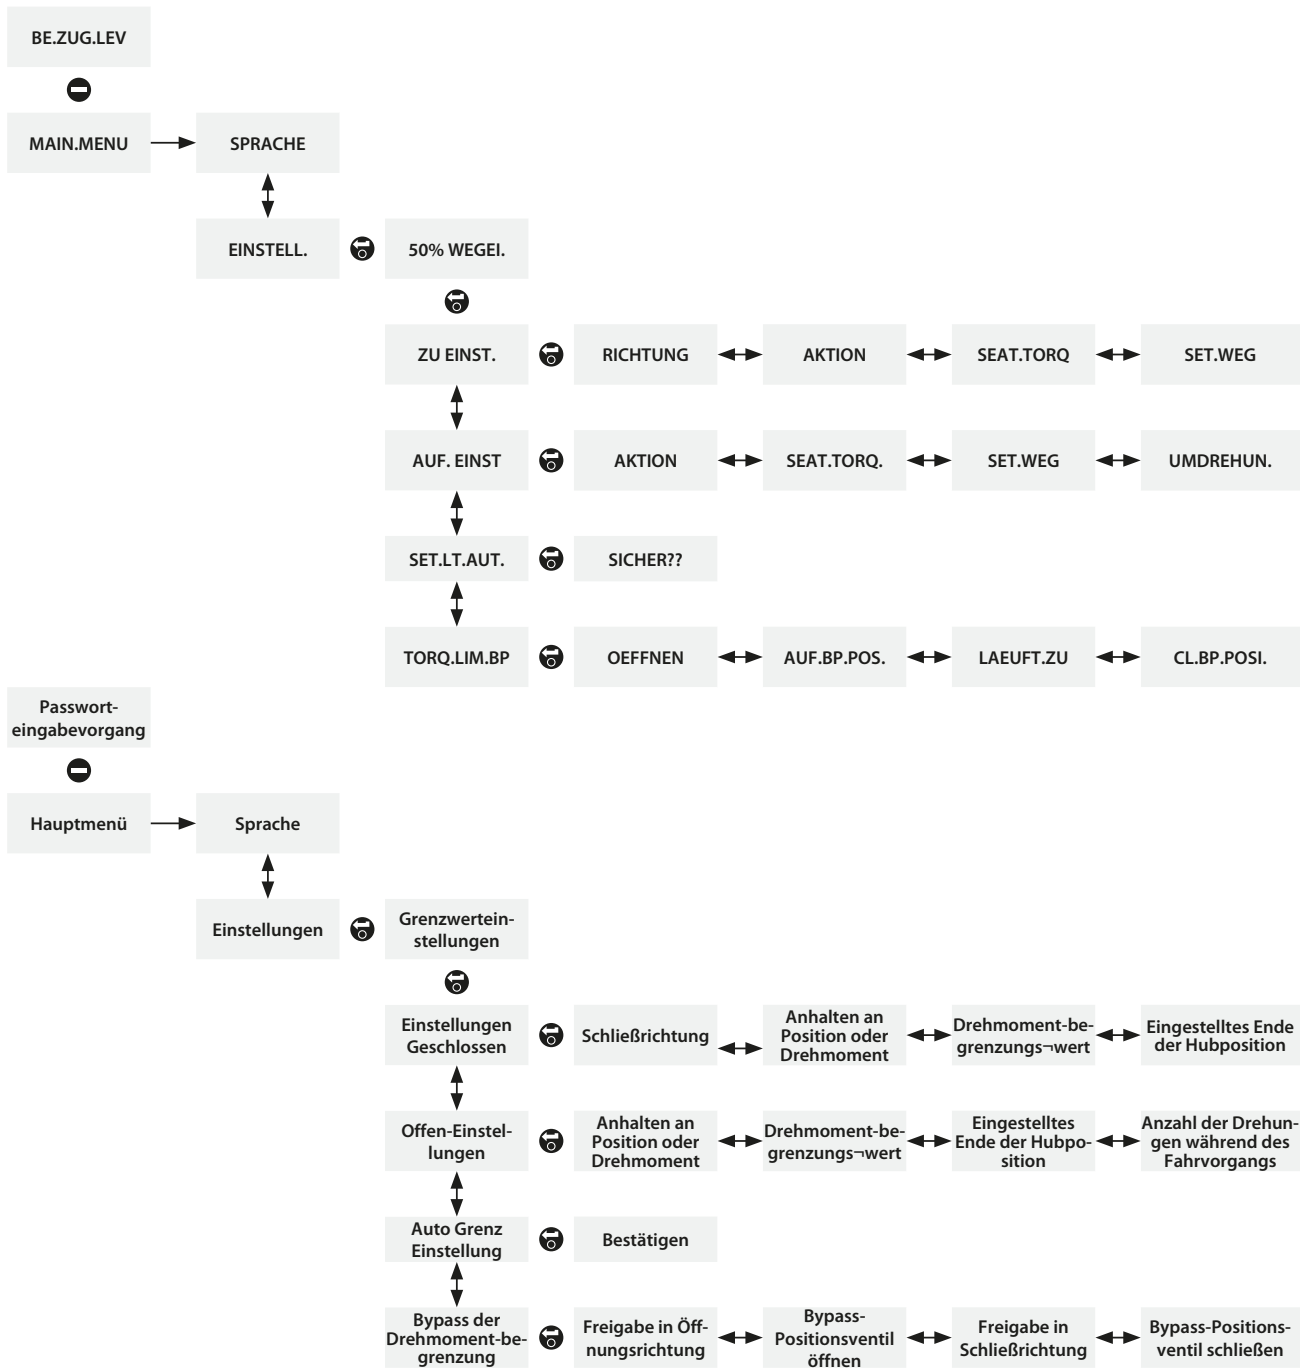 BE.ZUG.LEV
MAIN.MENU
SPRACHE
EINSTELL.
50% WEGEI.
ZU EINST.
RICHTUNG
AKTION
SEAT.TORQ
SET.WEG
AUF. EINST
AKTION
SEAT.TORQ.
SET.WEG
UMDREHUN.
SET.LT.AUT.
SICHER??
TORQ.LIM.BP
OEFFNEN
AUF.BP.POS.
LAEUFT.ZU
CL.BP.POSI.
Passwort-
eingabevorgang
Hauptmenü
Sprache
Einstellungen
Grenzwertein-
stellungen
Einstellungen
Geschlossen
Schließrichtung
Anhalten an
Position oder
Drehmoment
Drehmoment-be-
grenzungs¬wert
Eingestelltes Ende
der Hubposition
Offen-Einstel-
lungen
Anhalten an
Position oder
Drehmoment
Drehmoment-be-
grenzungs¬wert
Eingestelltes
Ende der Hubpo-
sition
Anzahl der Drehun-
gen während des
Fahrvorgangs
Auto Grenz
Einstellung
Bestätigen
Bypass der
Drehmoment-be-
grenzung
Freigabe in Öff-
nungsrichtung
Bypass-
Positionsventil
öffnen
Freigabe in
Schließrichtung
Bypass-Positions-
ventil schließen